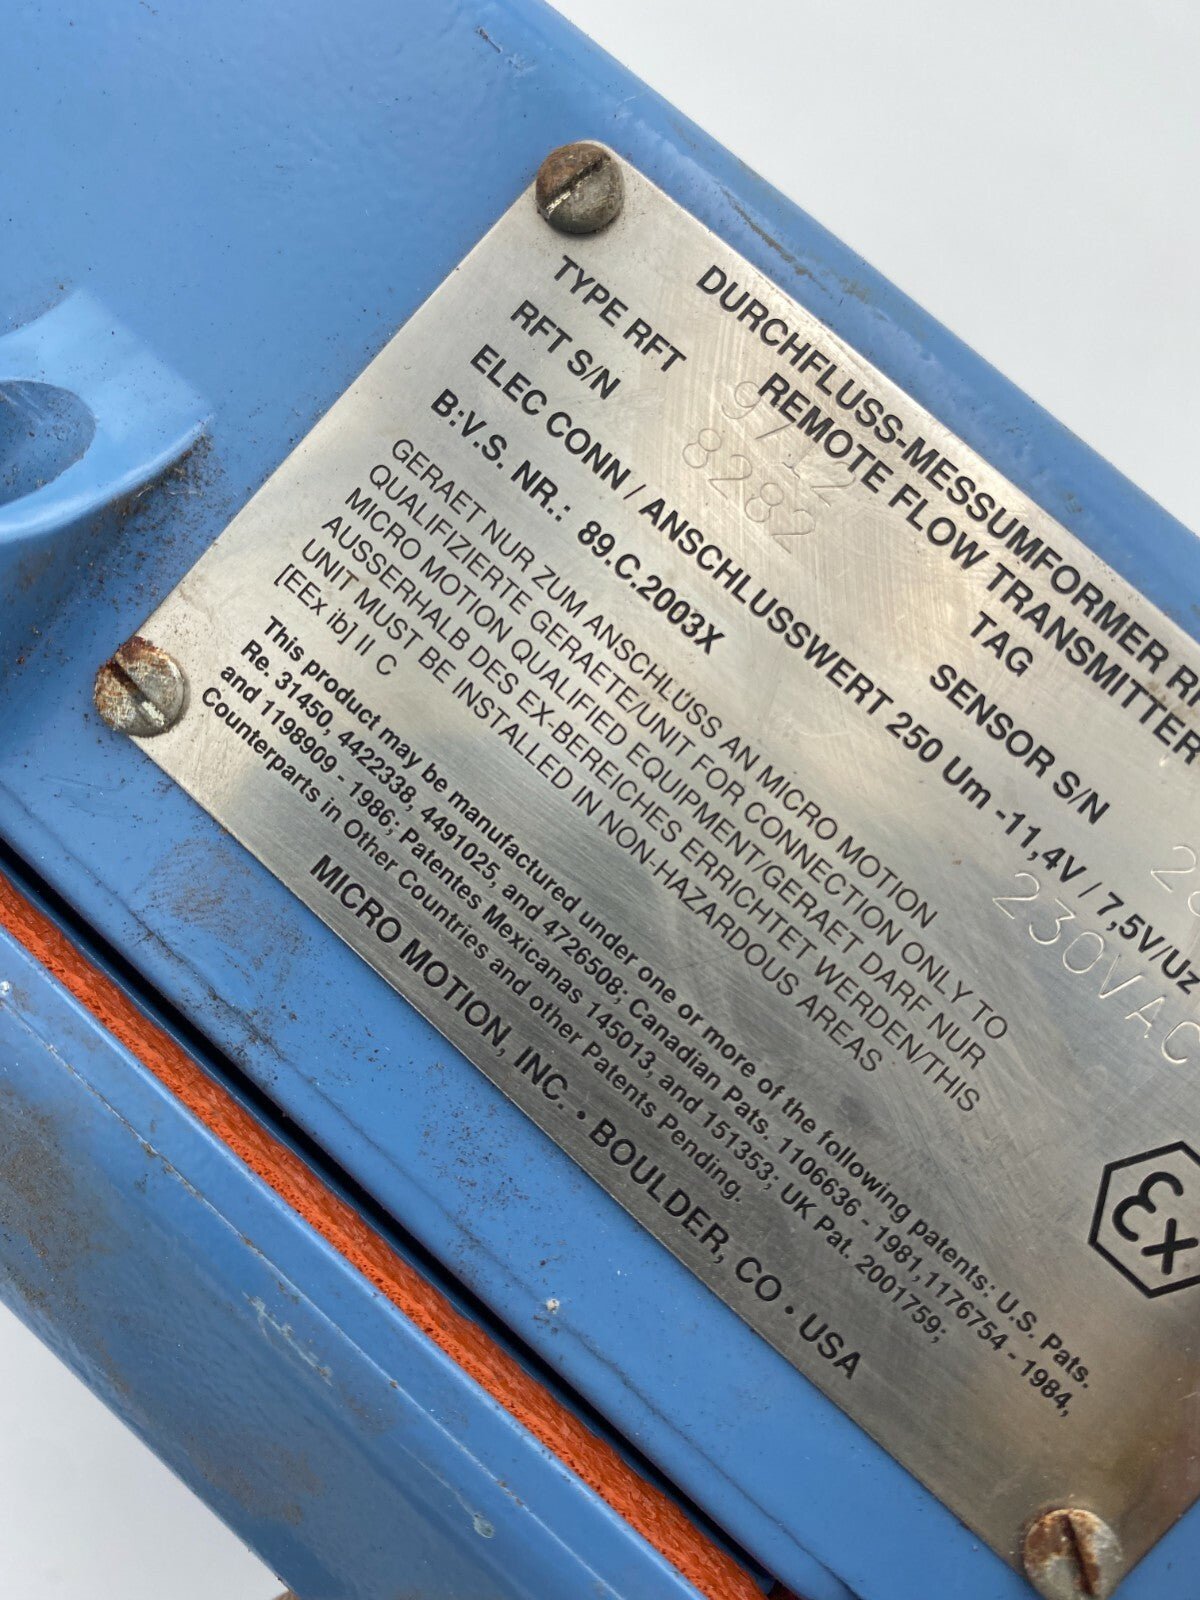 DURCHFLUSS-MESSUMFORMER
REMOTE FLOW TRANSMITTER
TYPE RFT 9712 TAG
RFT S/N 8282 SENSOR S/N
ELEC CONN / ANSCHLUSSWERT 250 Um -11,4V / 7,5V/Uz 230VAC
B:V.S. NR.: 89.C.2003X
GERAET NUR ZUM ANSCHLÜSS AN MICRO MOTION
QUALIFIZIERTE GERAETE/UNIT FOR CONNECTION ONLY TO
MICRO MOTION QUALIFIED EQUIPMENT/GERAET DARF NUR
AUSSERHALB DES EX-BEREICHES ERRICHTET WERDEN/THIS
UNIT MUST BE INSTALLED IN NON-HAZARDOUS AREAS
[EEx ib] II C
Ex
This product may be manufactured under one or more of the following patents: U.S. Pats.
Re. 31450, 4422338, 4491025, and 4726508; Canadian Pats. 1106636 - 1981, 1176754 - 1984,
and 1198909 - 1986; Patentes Mexicanas 145013, and 151353; UK Pat. 2001759;
Counterparts in Other Countries and other Patents Pending.
MICRO MOTION, INC. • BOULDER, CO • USA